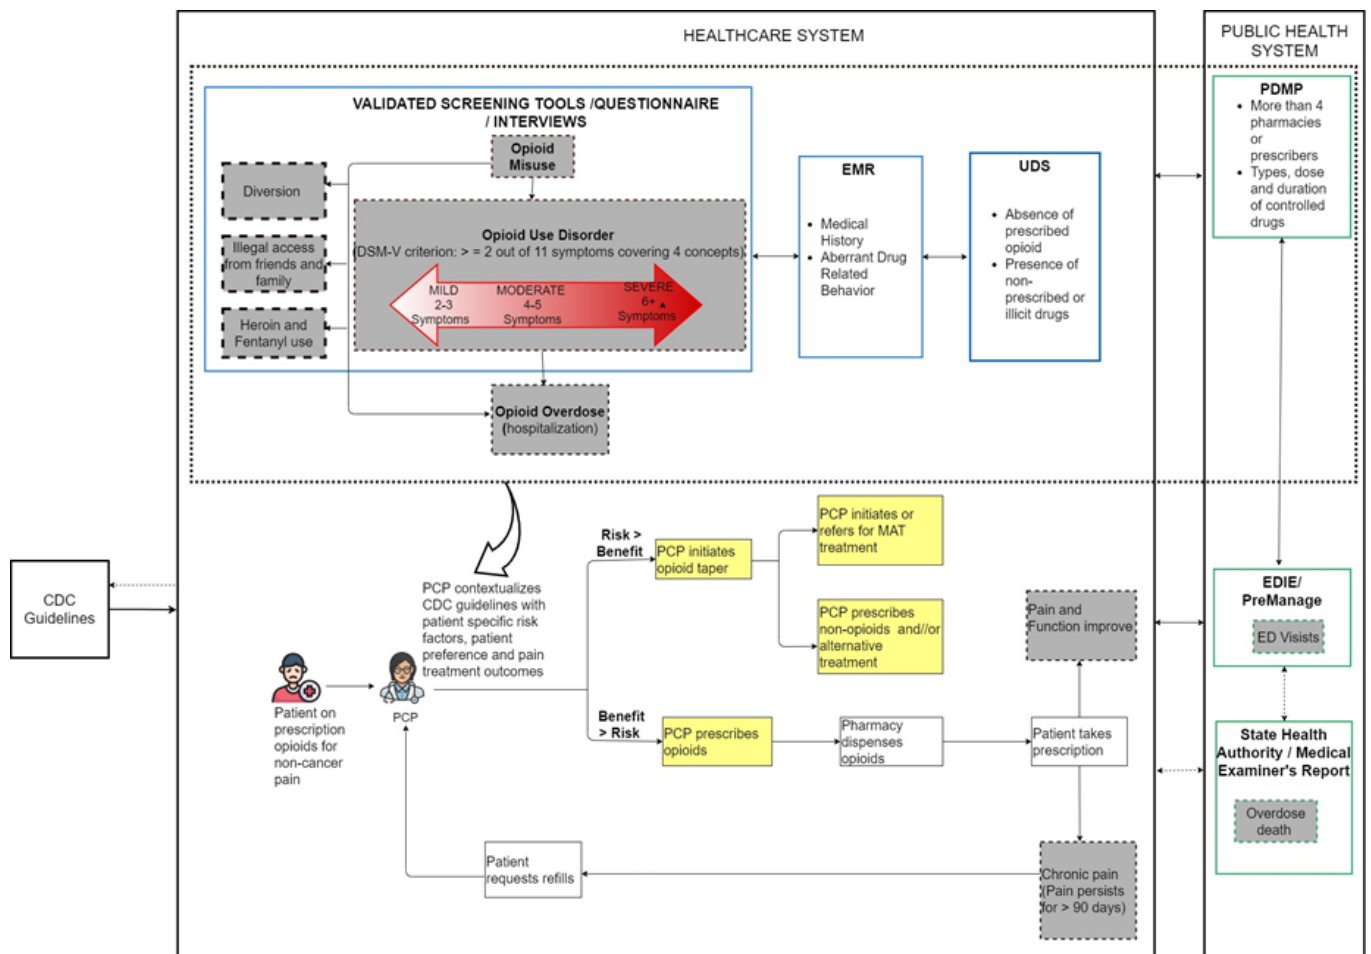 HEALTHCARE SYSTEM
PUBLIC HEALTH
SYSTEM
VALIDATED SCREENING TOOLS /QUESTIONNAIRE
/ INTERVIEWS
Opioid
Misuse
Diversion
Illegal access
from friends and
family
Heroin and
Fentanyl use
Opioid Use Disorder
(DSM-V criterion: > = 2 out of 11 symptoms covering 4 concepts)
MILD
2-3
Symptoms
MODERATE
4-5
Symptoms
SEVERE
6+
Symptoms
Opioid Overdose
(hospitalization)
EMR
• Medical
History
• Aberrant Drug
Related
Behavior
UDS
• Absence of
prescribed
opioid
• Presence of
non-
prescribed or
illicit drugs
PDMP
• More than 4
pharmacies
or
prescribers
• Types, dose
and duration
of controlled
drugs
CDC
Guidelines
PCP contextualizes
CDC guidelines with
patient specific risk
factors, patient
preference and pain
treatment outcomes
Patient on
prescription
opioids for
non-cancer
pain
PCP
Risk >
Benefit
PCP initiates
opioid taper
PCP initiates or
refers for MAT
treatment
PCP prescribes
non-opioids and//or
alternative
treatment
Benefit
> Risk
PCP prescribes
opioids
Pharmacy
dispenses
opioids
Patient takes
prescription
Pain and
Function improve
Chronic pain
(Pain persists
for > 90 days)
Patient
requests refills
EDIE/
PreManage
ED Visists
State Health
Authority / Medical
Examiner's Report
Overdose
death